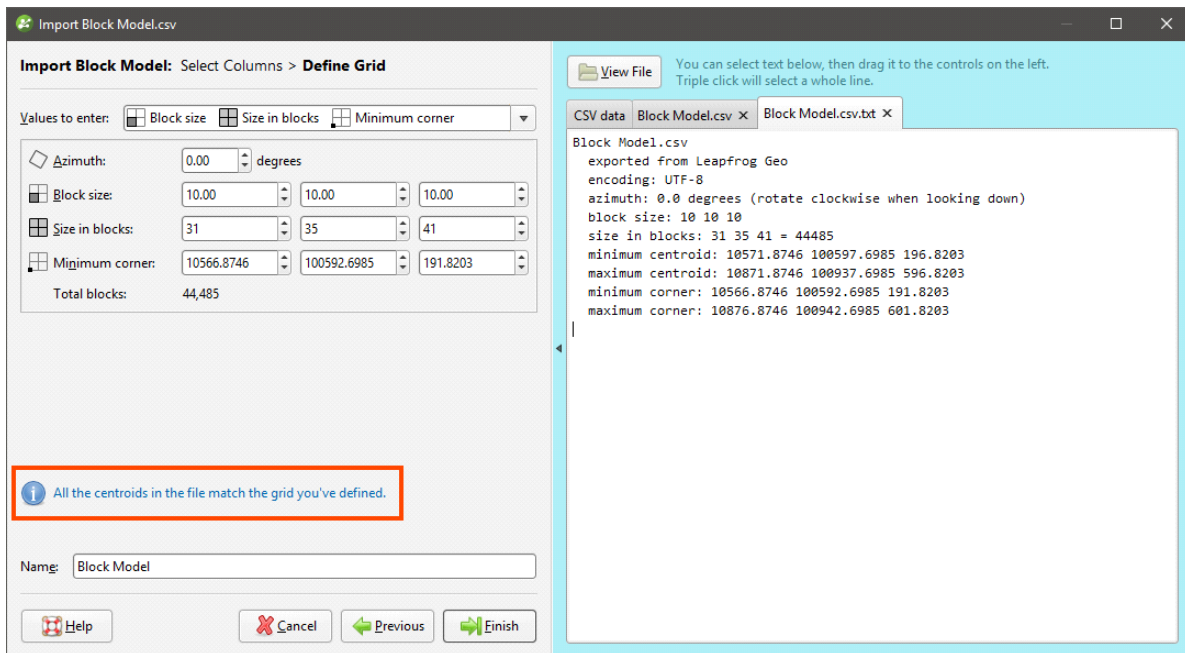 Import Block Model.csv
Import Block Model: Select Columns > Define Grid
Values to enter: Block size Size in blocks Minimum corner
Azimuth: 0.00 degrees
Block size: 10.00 10.00 10.00
Size in blocks: 31 35 41
Minimum corner: 10566.8746 100592.6985 191.8203
Total blocks: 44,485
All the centroids in the file match the grid you've defined.
Name: Block Model
Help Cancel Previous Finish
View File
You can select text below, then drag it to the controls on the left.
Triple click will select a whole line.
CSV data Block Model.csv Block Model.csv.txt
Block Model.csv
exported from Leapfrog Geo
encoding: UTF-8
azimuth: 0.0 degrees (rotate clockwise when looking down)
block size: 10 10 10
size in blocks: 31 35 41 = 44485
minimum centroid: 10571.8746 100597.6985 196.8203
maximum centroid: 10871.8746 100937.6985 596.8203
minimum corner: 10566.8746 100592.6985 191.8203
maximum corner: 10876.8746 100942.6985 601.8203